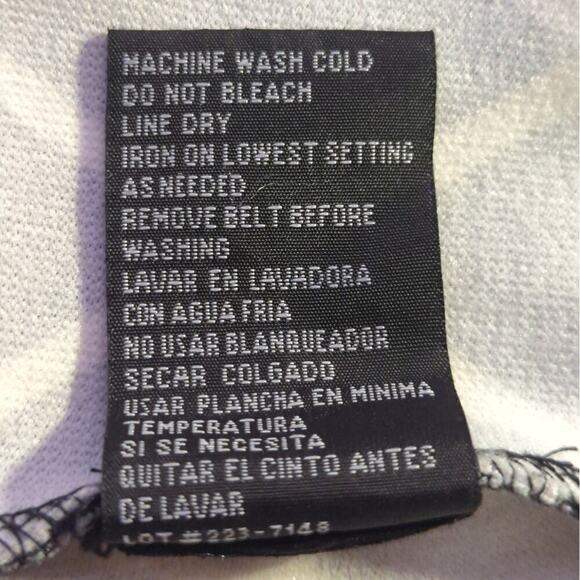 MACHINE WASH COLD
DO NOT BLEACH
LINE DRY
IRON ON LOWEST SETTING
AS NEEDED
REMOVE BELT BEFORE
WASHING
LAVAR EN LAVADORA
CON AGUA FRIA
NO USAR BLANQUEADOR
SECAR COLGADO
USAR PLANCHA EN MINIMA
TEMPERATURA
SI SE NECESITA
QUITAR EL CINTO ANTES
DE LAVAR
LOT #223-7148